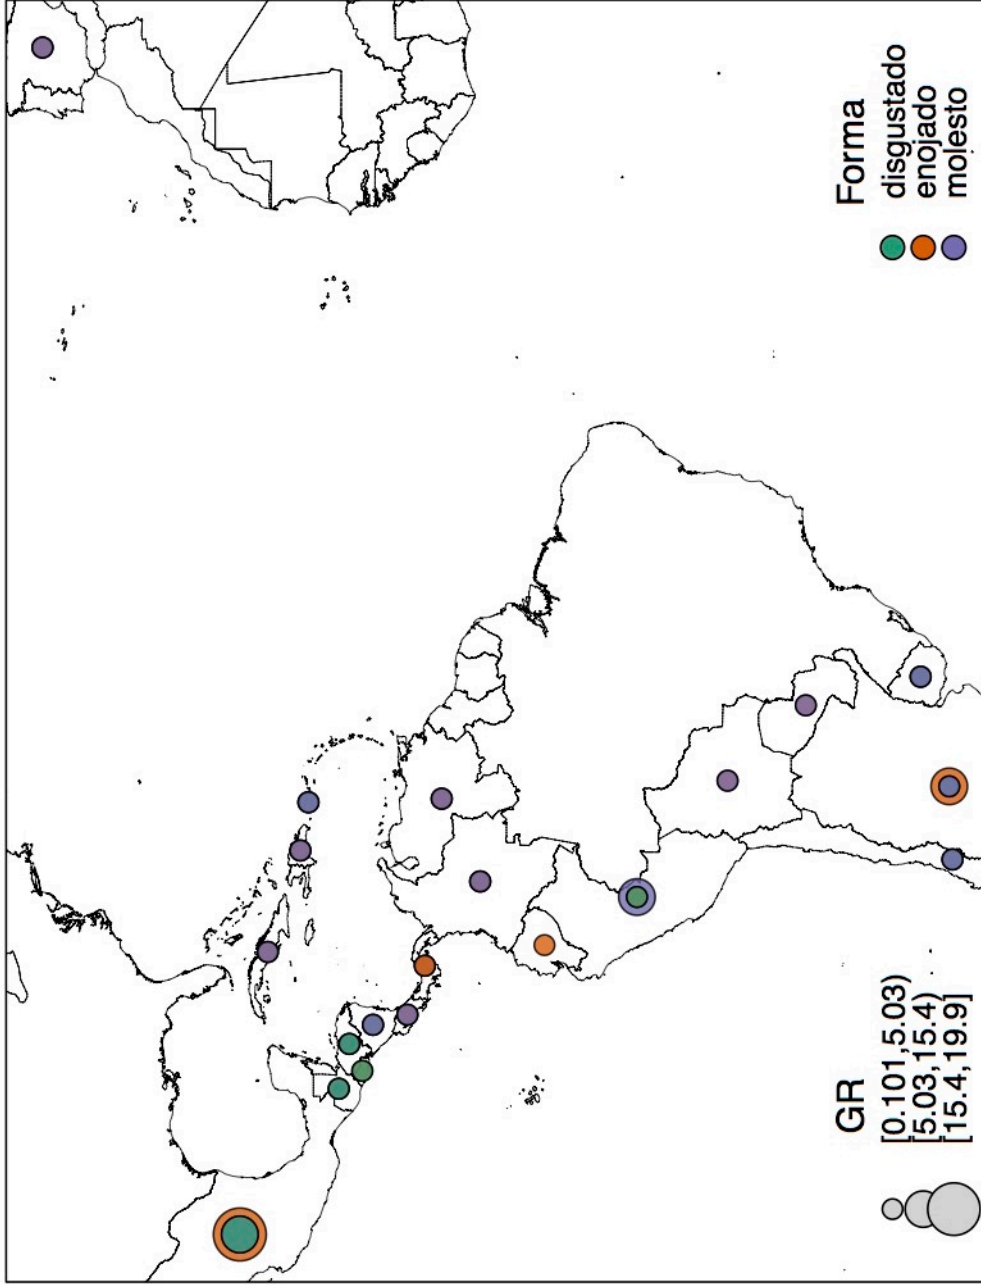 GR
[0.101,5.03)
[5.03,15.4)
[15.4,19.9]
Forma
disgustado
enojado
molesto